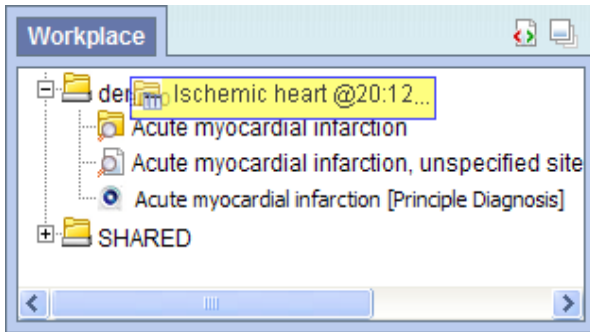 Workplace
Ischemic heart @20:12...
Acute myocardial infarction
Acute myocardial infarction, unspecified site
Acute myocardial infarction [Principle Diagnosis]
SHARED